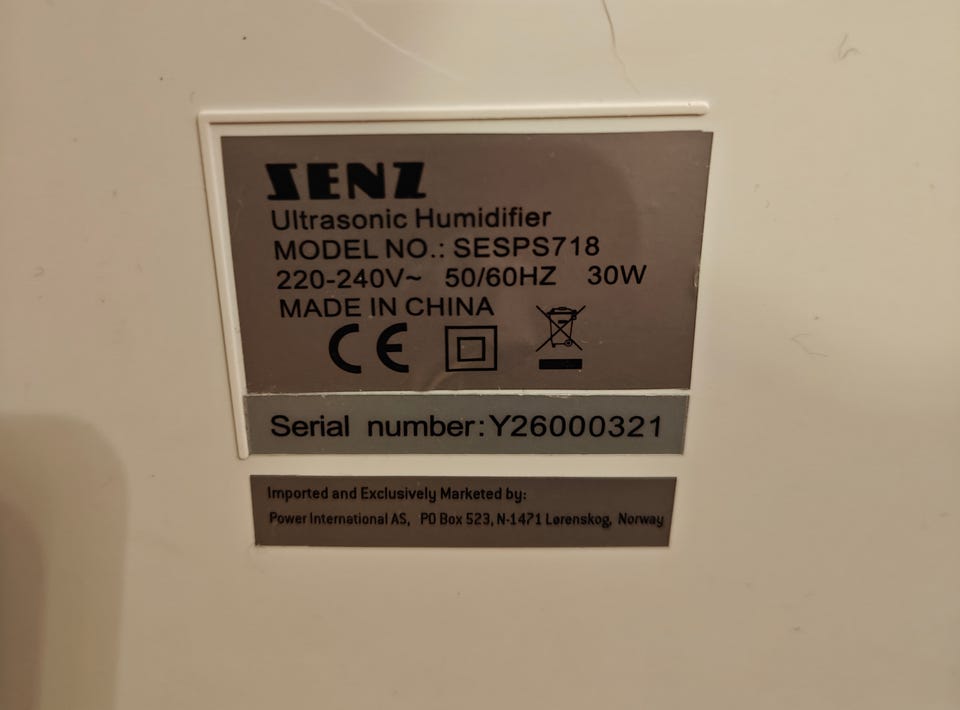 SENZ
Ultrasonic Humidifier
MODEL NO.: SESPS718
220-240V~ 50/60HZ 30W
MADE IN CHINA
CE
Serial number:Y26000321
Imported and Exclusively Marketed by:
Power International AS, PO Box 523, N-1471 Lørenskog, Norway